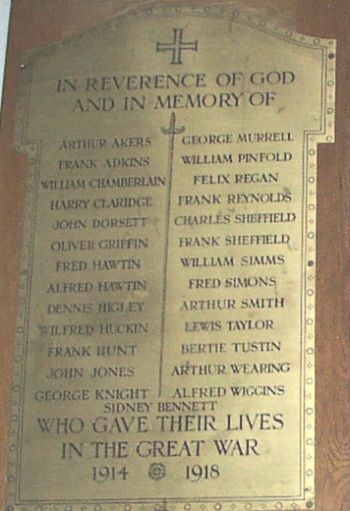 IN REVERENCE OF GOD
AND IN MEMORY OF
ARTHUR AKERS
FRANK ADKINS
WILLIAM CHAMBERLAIN
HARRY CLARIDGE
JOHN DORSETT
OLIVER GRIFFIN
FRED HAWTIN
ALFRED HAWTIN
DENNIS HIGLEY
WILFRED HUCKIN
FRANK HUNT
JOHN JONES
GEORGE KNIGHT
GEORGE MURRELL
WILLIAM PINFOLD
FELIX REGAN
FRANK REYNOLDS
CHARLES SHEFFIELD
FRANK SHEFFIELD
WILLIAM SIMMS
FRED SIMONS
ARTHUR SMITH
LEWIS TAYLOR
BERTIE TUSTIN
ARTHUR WEARING
ALFRED WIGGINS
SIDNEY BENNETT
WHO GAVE THEIR LIVES
IN THE GREAT WAR
1914 1918